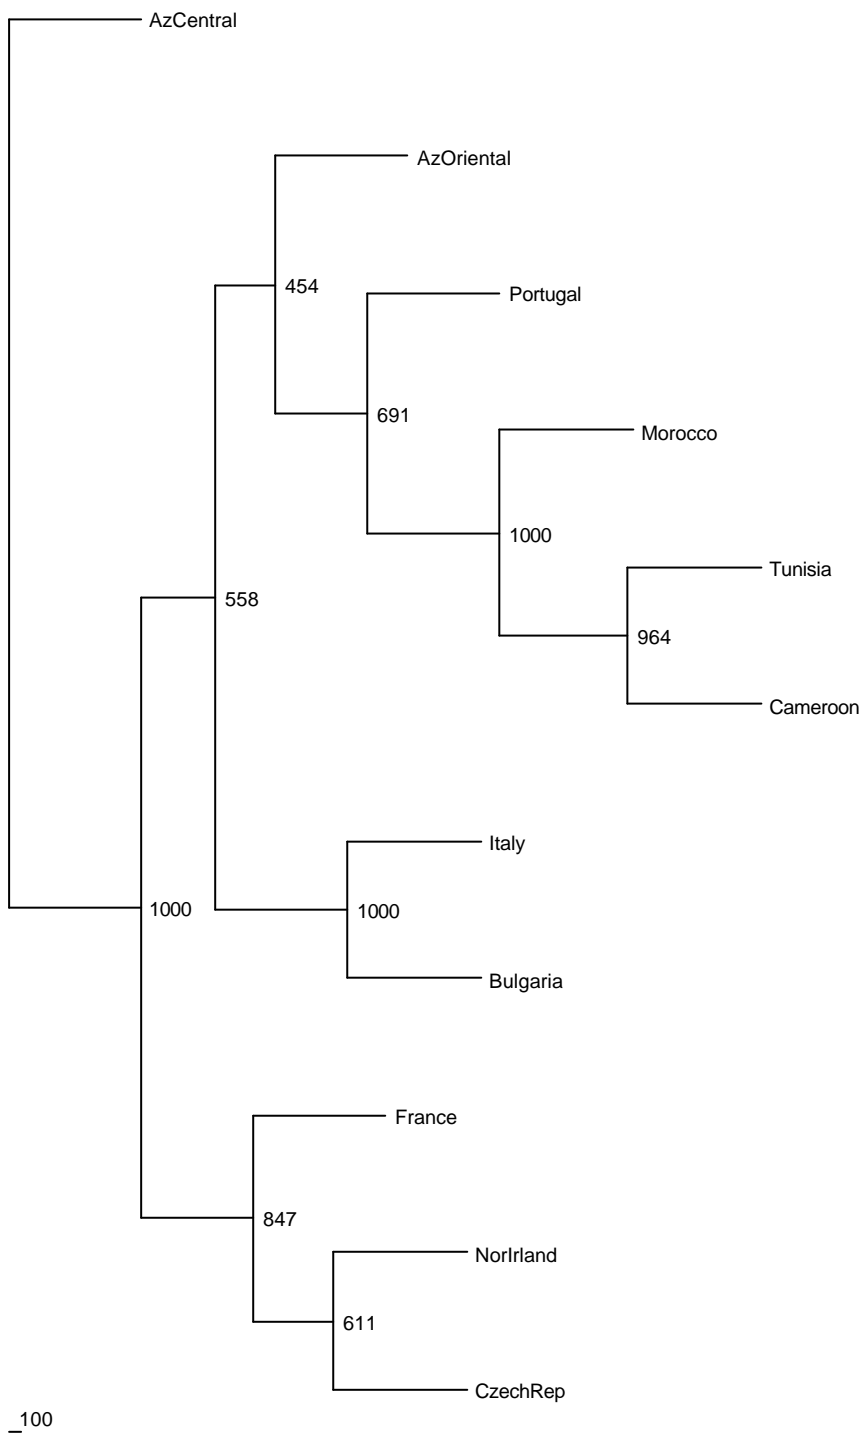 AzCentral
AzOriental
454
Portugal
691
Morocco
1000
Tunisia
558
964
Cameroon
Italy
1000
1000
Bulgaria
France
847
NorIrland
611
CzechRep
100